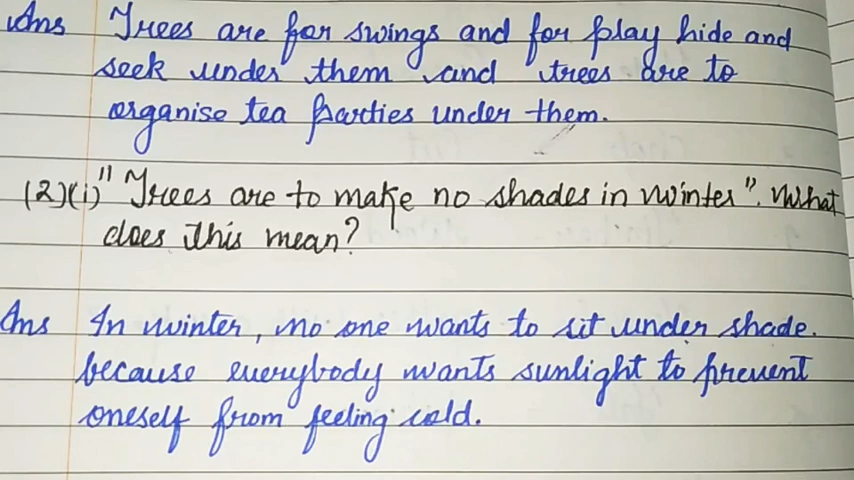 Ans Trees are for swings and for play hide and
seek under them and trees are to
organise tea parties under them.
(2)(i) "Trees are to make no shades in winter". What
does this mean?
Ans In winter, no one wants to sit under shade.
because everybody wants sunlight to prevent
oneself from feeling cold.